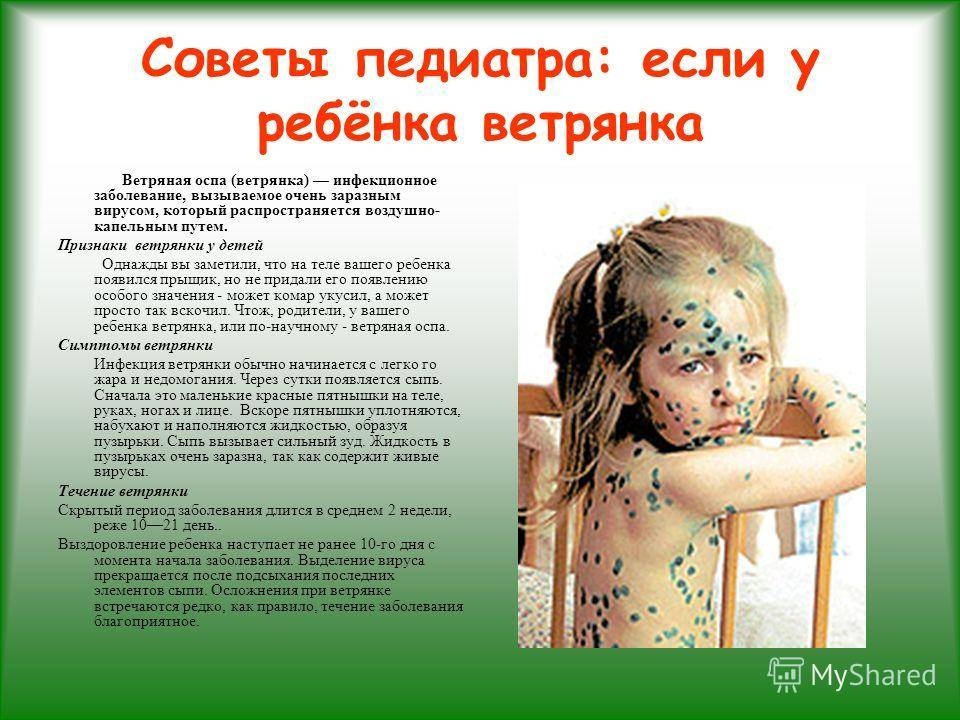 Советы педиатра: если у
ребёнка ветрянка
Ветряная оспа (ветрянка) — инфекционное
заболевание, вызываемое очень заразным
вирусом, который распространяется воздушно-
капельным путем.
Признаки ветрянки у детей
Однажды вы заметили, что на теле вашего ребенка
появился прыщик, но не придали его появлению
особого значения - может комар укусил, а может
просто так вскочил. Чтож, родители, у вашего
ребенка ветрянка, или по-научному - ветряная оспа.
Симптомы ветрянки
Инфекция ветрянки обычно начинается с легко го
жара и недомогания. Через сутки появляется сыпь.
Сначала это маленькие красные пятнышки на теле,
руках, ногах и лице. Вскоре пятнышки уплотняются,
набухают и наполняются жидкостью, образуя
пузырьки. Сыпь вызывает сильный зуд. Жидкость в
пузырьках очень заразна, так как содержит живые
вирусы.
Течение ветрянки
Скрытый период заболевания длится в среднем 2 недели,
реже 10—21 день..
Выздоровление ребенка наступает не ранее 10-го дня с
момента начала заболевания. Выделение вируса
прекращается после подсыхания последних
элементов сыпи. Осложнения при ветрянке
встречаются редко, как правило, течение заболевания
благоприятное.
MyShared